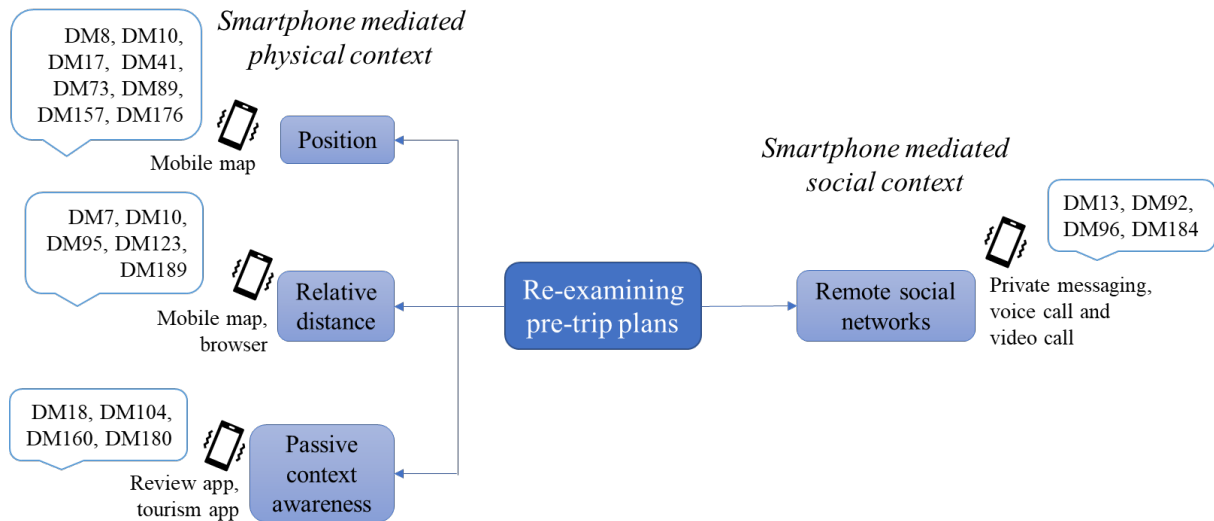 Smartphone mediated
physical context
DM8, DM10,
DM17, DM41,
DM73, DM89,
DM157, DM176
Mobile map
Position
DM7, DM10,
DM95, DM123,
DM189
Mobile map,
browser
Relative
distance
DM18, DM104,
DM160, DM180
Review app,
tourism app
Passive
context
awareness
Re-examining
pre-trip plans
Smartphone mediated
social context
DM13, DM92,
DM96, DM184
Remote social
networks
Private messaging,
voice call and
video call